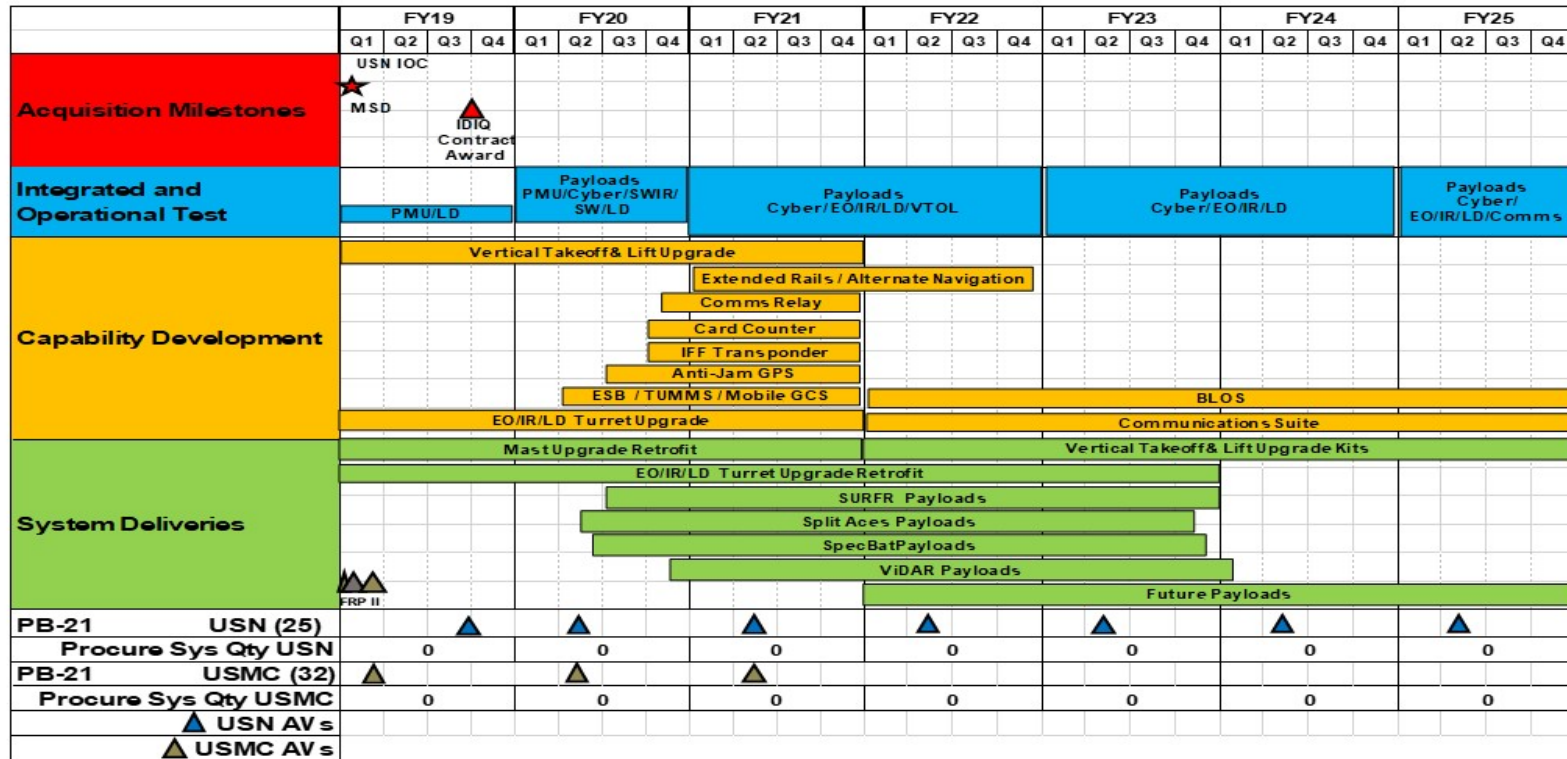 FY19 FY20 FY21 FY22 FY23 FY24 FY25
Q1 Q2 Q3 Q4 Q1 Q2 Q3 Q4 Q1 Q2 Q3 Q4 Q1 Q2 Q3 Q4 Q1 Q2 Q3 Q4 Q1 Q2 Q3 Q4 Q1 Q2 Q3 Q4
Acquisition Milestones
USN IOC
MSD
IDIQ
Contract
Award
Integrated and
Operational Test
PMU/LD
Payloads
PMU/Cyber/SWIR/
SW/LD
Payloads
Cyber/EO/IR/LD/VTOL
Payloads
Cyber/EO/IR/LD
Payloads
Cyber/
EO/IR/LD/Comms
Capability Development
Vertical Takeoff & Lift Upgrade
Extended Rails / Alternate Navigation
Comms Relay
Card Counter
IFF Transponder
Anti-Jam GPS
ESB / TUMMS / Mobile GCS
BLOS
EO/IR/LD Turret Upgrade
Communications Suite
System Deliveries
Mast Upgrade Retrofit
Vertical Takeoff & Lift Upgrade Kits
EO/IR/LD Turret Upgrade Retrofit
SURFR Payloads
Split Aces Payloads
SpecBat Payloads
ViDAR Payloads
Future Payloads
FRP II
PB-21 USN (25)
Procure Sys Qty USN 0 0 0 0 0 0 0
PB-21 USMC (32)
Procure Sys Qty USMC 0 0 0 0 0 0 0
USN AVs
USMC AVs